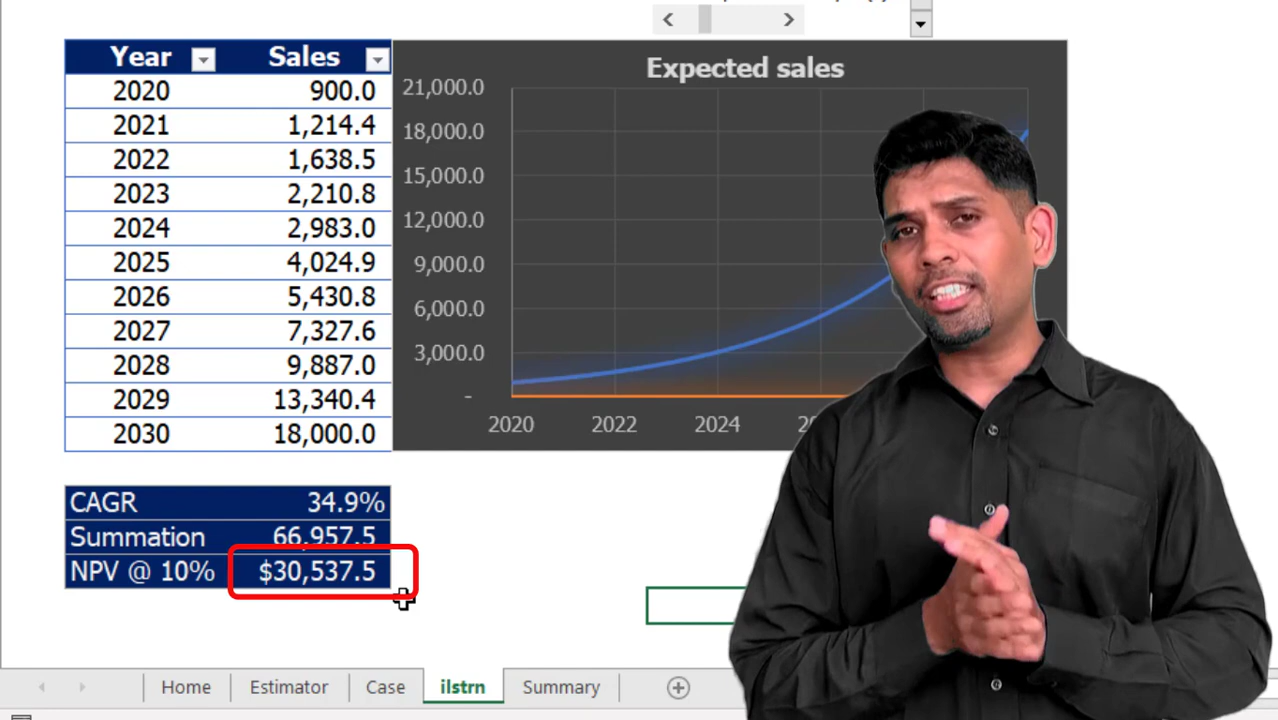 Year Sales
2020 900.0
2021 1,214.4
2022 1,638.5
2023 2,210.8
2024 2,983.0
2025 4,024.9
2026 5,430.8
2027 7,327.6
2028 9,887.0
2029 13,340.4
2030 18,000.0
Expected sales
21,000.0
18,000.0
15,000.0
12,000.0
9,000.0
6,000.0
3,000.0
-
2020 2022 2024
CAGR 34.9%
Summation 66,957.5
NPV @ 10% $30,537.5
Home Estimator Case ilstrn Summary